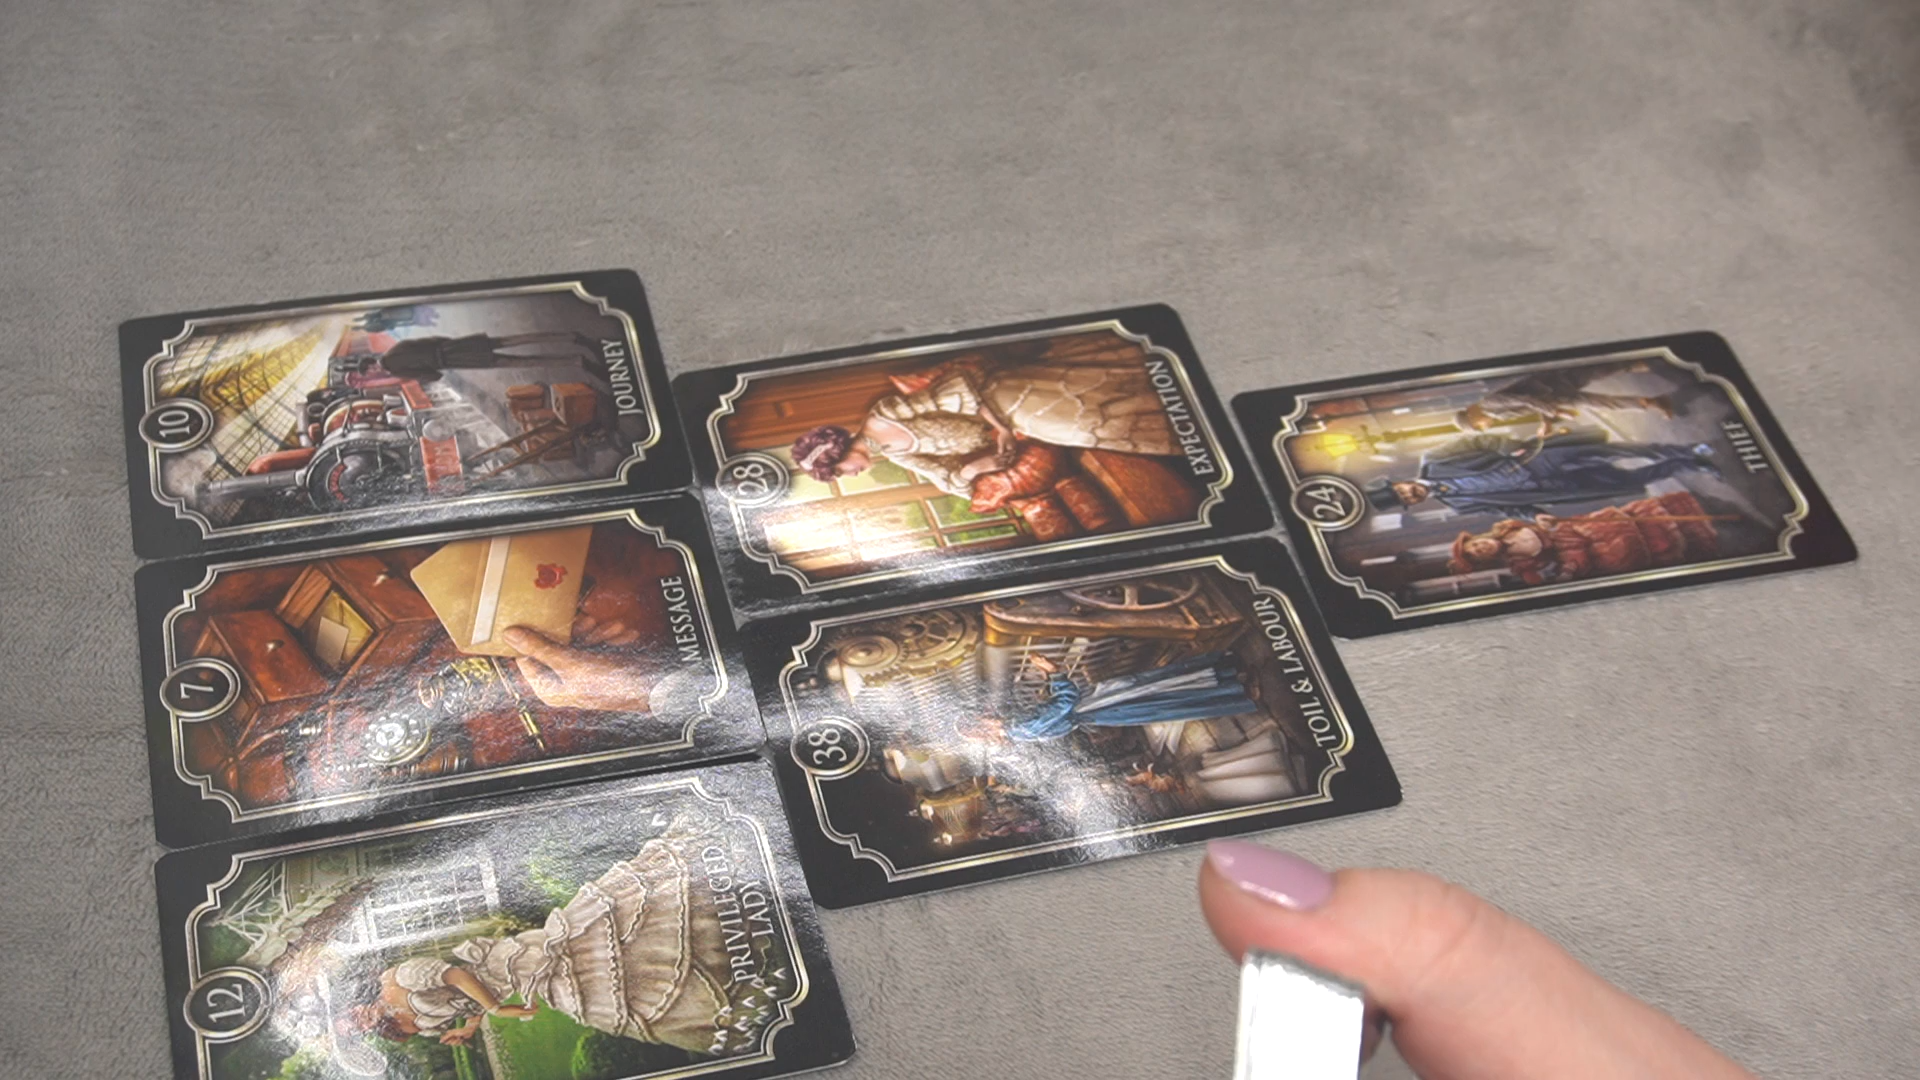 10
JOURNEY
28
EXPECTATION
24
THIEF
7
MESSAGE
38
TOIL & LABOUR
12
PRIVILEGED
LADY